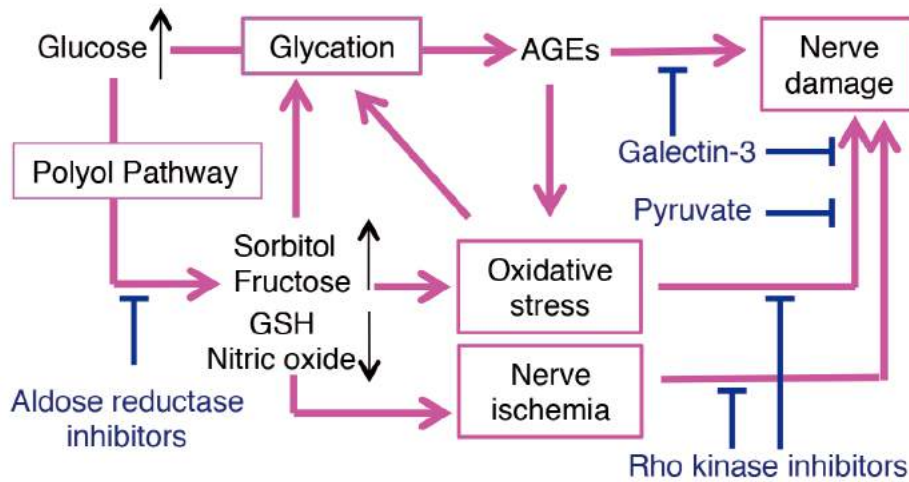 Glucose
Glycation
AGEs
Nerve
damage
Galectin-3
Polyol Pathway
Pyruvate
Sorbitol
Fructose
GSH
Nitric oxide
Oxidative
stress
Nerve
ischemia
Aldose reductase
inhibitors
Rho kinase inhibitors